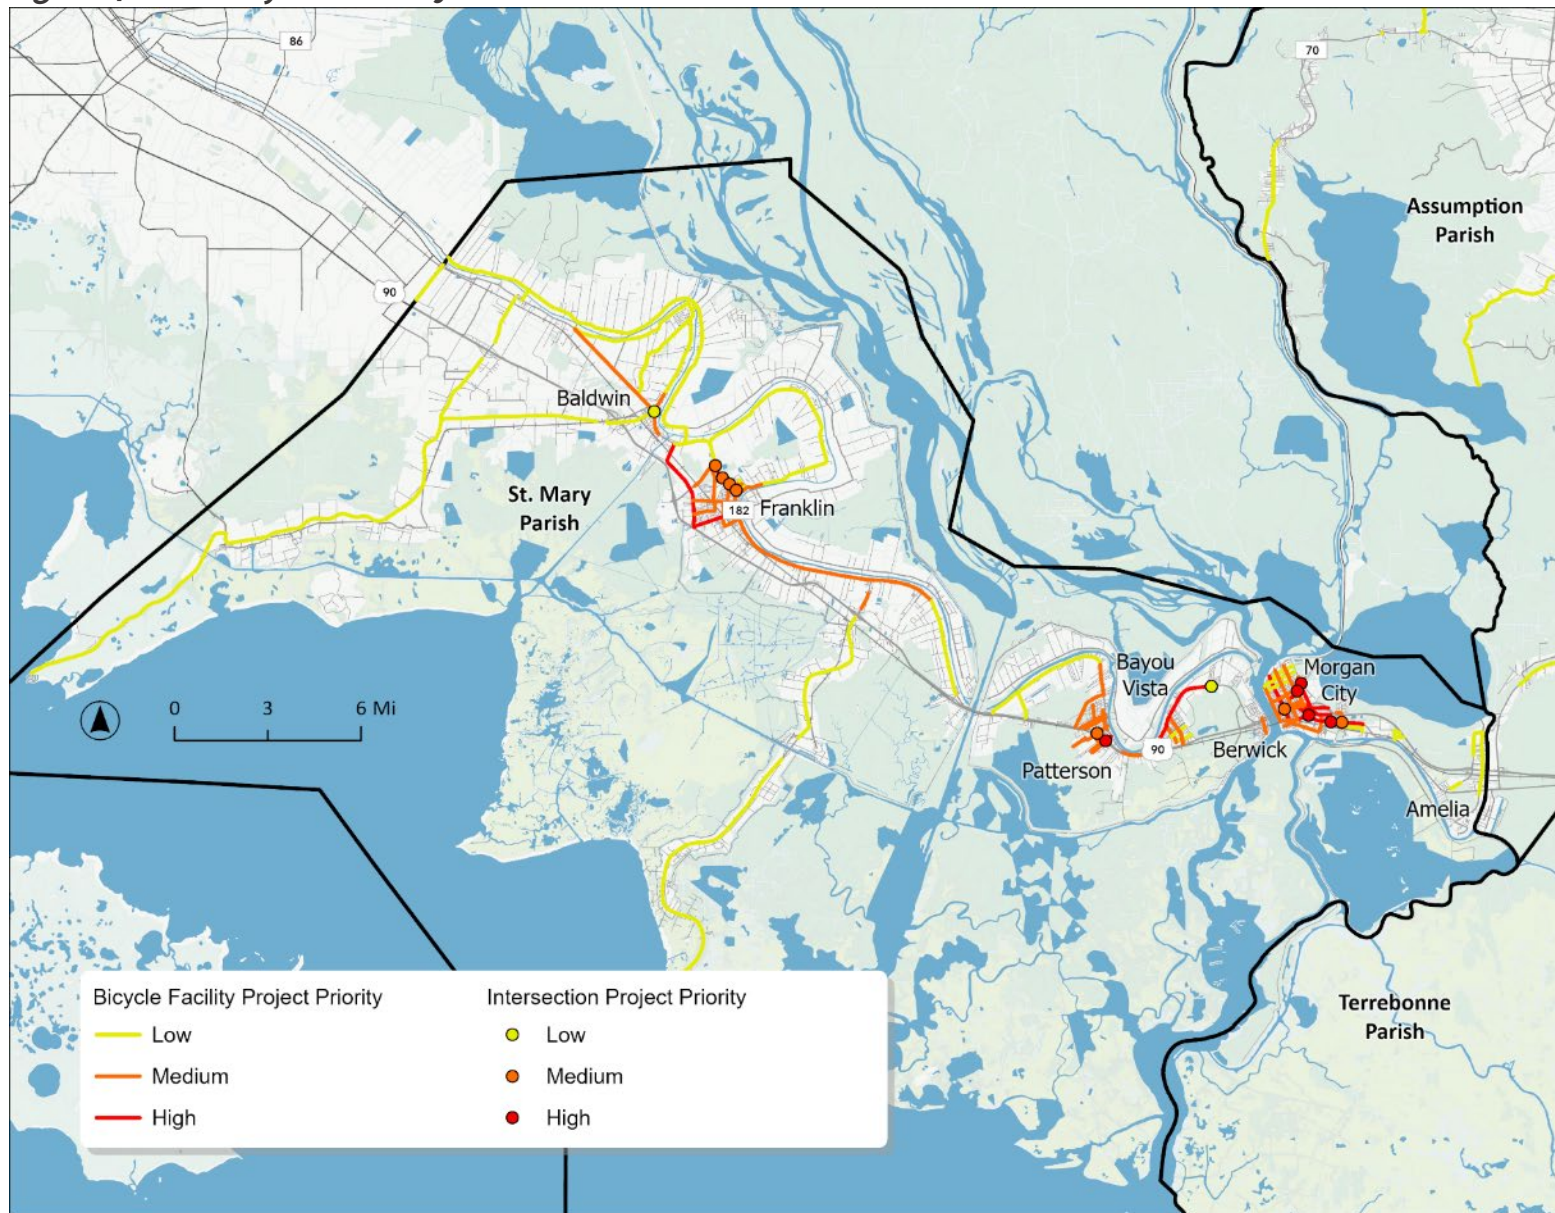 86
70
Assumption
Parish
90
Baldwin
St. Mary
Parish
182
Franklin
Bayou
Vista
Morgan
City
0 3 6 Mi
90
Berwick
Patterson
Amelia
Bicycle Facility Project Priority
Low
Medium
High
Intersection Project Priority
Low
Medium
High
Terrebonne
Parish